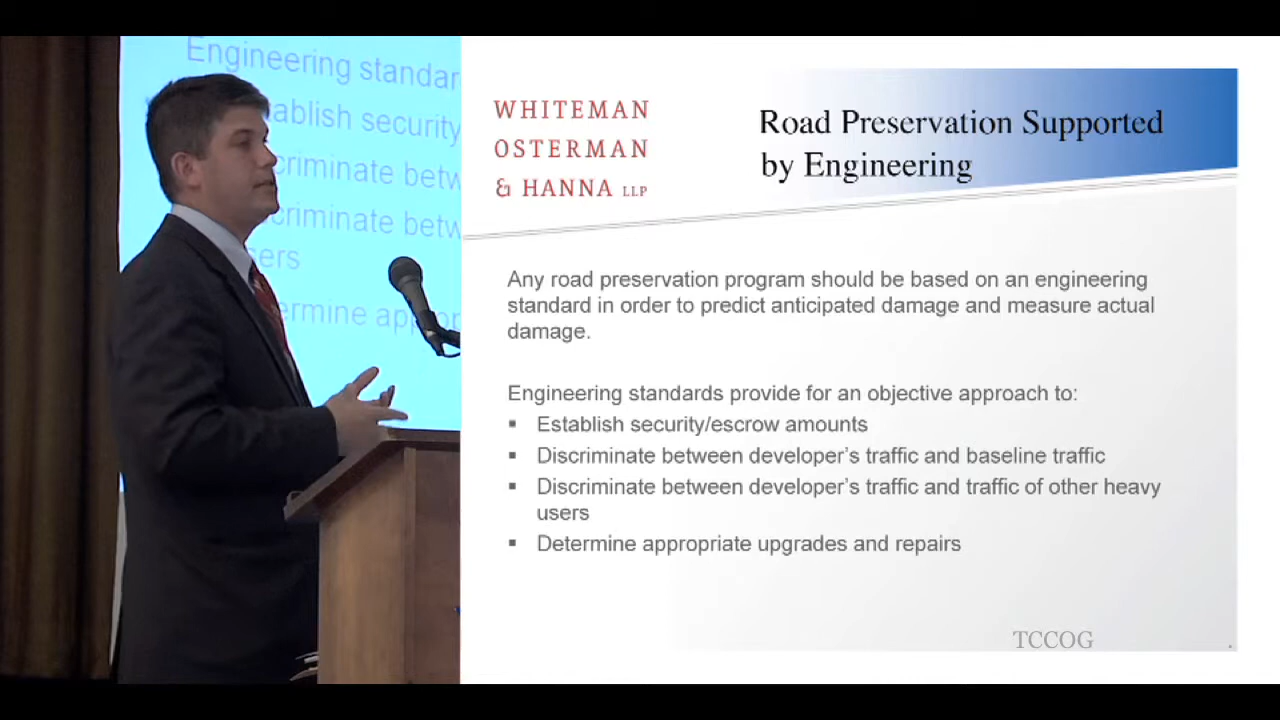 Engineering standar
ablish security
criminate betw
criminate betw
sers
ermine approp
WHITEMAN
OSTERMAN
& HANNA LLP
Road Preservation Supported
by Engineering
Any road preservation program should be based on an engineering
standard in order to predict anticipated damage and measure actual
damage.
Engineering standards provide for an objective approach to:
▪ Establish security/escrow amounts
▪ Discriminate between developer's traffic and baseline traffic
▪ Discriminate between developer's traffic and traffic of other heavy
users
▪ Determine appropriate upgrades and repairs
TCCOG